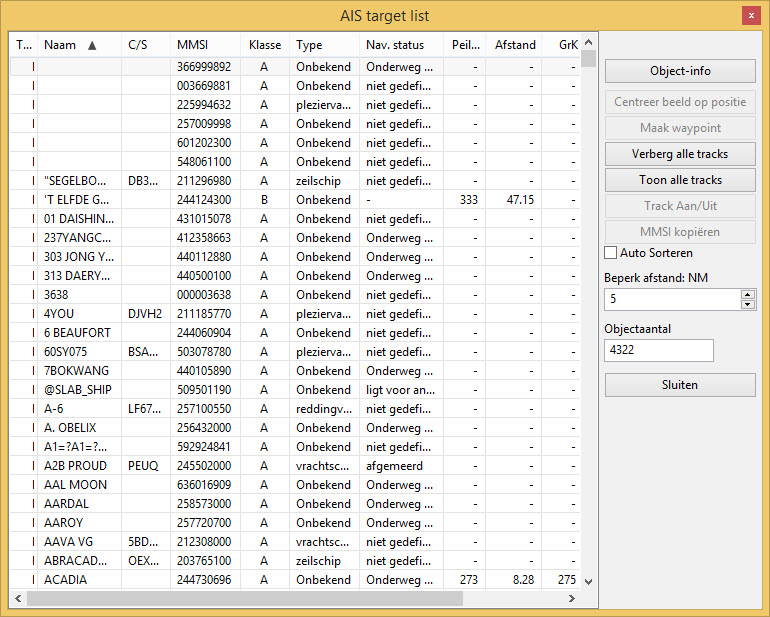 AIS target list
x
T... Naam ▲ C/S MMSI Klasse Type Nav. status Peil... Afstand GrK
I 366999892 A Onbekend Onderweg ... - - -
I 003669881 A Onbekend niet gedefi... - - -
I 225994632 A plezierva... niet gedefi... - - -
I 257009998 A Onbekend niet gedefi... - - -
I 601202300 A Onbekend niet gedefi... - - -
I 548061100 A Onbekend niet gedefi... - - -
I "SEGELBO... DB3... 211296980 A zeilschip niet gedefi... - - -
I 'T ELFDE G... 244124300 B Onbekend - 333 47.15 -
I 01 DAISHIN... 431015078 A Onbekend niet gedefi... - - -
I 237YANGC... 412358663 A Onbekend Onderweg ... - - -
I 303 JONG Y... 440112880 A Onbekend Onderweg ... - - -
I 313 DAERY... 440500100 A Onbekend Onderweg ... - - -
I 3638 000003638 A Onbekend niet gedefi... - - -
I 4YOU DJVH2 211185770 A plezierva... niet gedefi... - - -
I 6 BEAUFORT 244060904 A Onbekend niet gedefi... - - -
I 60SY075 BSA... 503078780 A plezierva... niet gedefi... - - -
I 7BOKWANG 440105890 A Onbekend Onderweg ... - - -
I @SLAB_SHIP 509501190 A Onbekend ligt voor an... - - -
I A-6 LF67... 257100550 A reddingv... niet gedefi... - - -
I A. OBELIX 256432000 A Onbekend Onderweg ... - - -
I A1=?A1=?... 592924841 A Onbekend niet gedefi... - - -
I A2B PROUD PEUQ 245502000 A vrachtsc... afgemeerd - - -
I AAL MOON 636016909 A Onbekend Onderweg ... - - -
I AARDAL 258573000 A Onbekend Onderweg ... - - -
I AAROY 257720700 A Onbekend Onderweg ... - - -
I AAVA VG 5BD... 212308000 A vrachtsc... niet gedefi... - - -
I ABRACAD... OEX... 203765100 A zeilschip niet gedefi... - - -
I ACADIA 244730696 A Onbekend Onderweg ... 273 8.28 275
Object-info
Centreer beeld op positie
Maak waypoint
Verberg alle tracks
Toon alle tracks
Track Aan/Uit
MMSI kopiëren
Auto Sorteren
Beperk afstand: NM
5
Objectaantal
4322
Sluiten